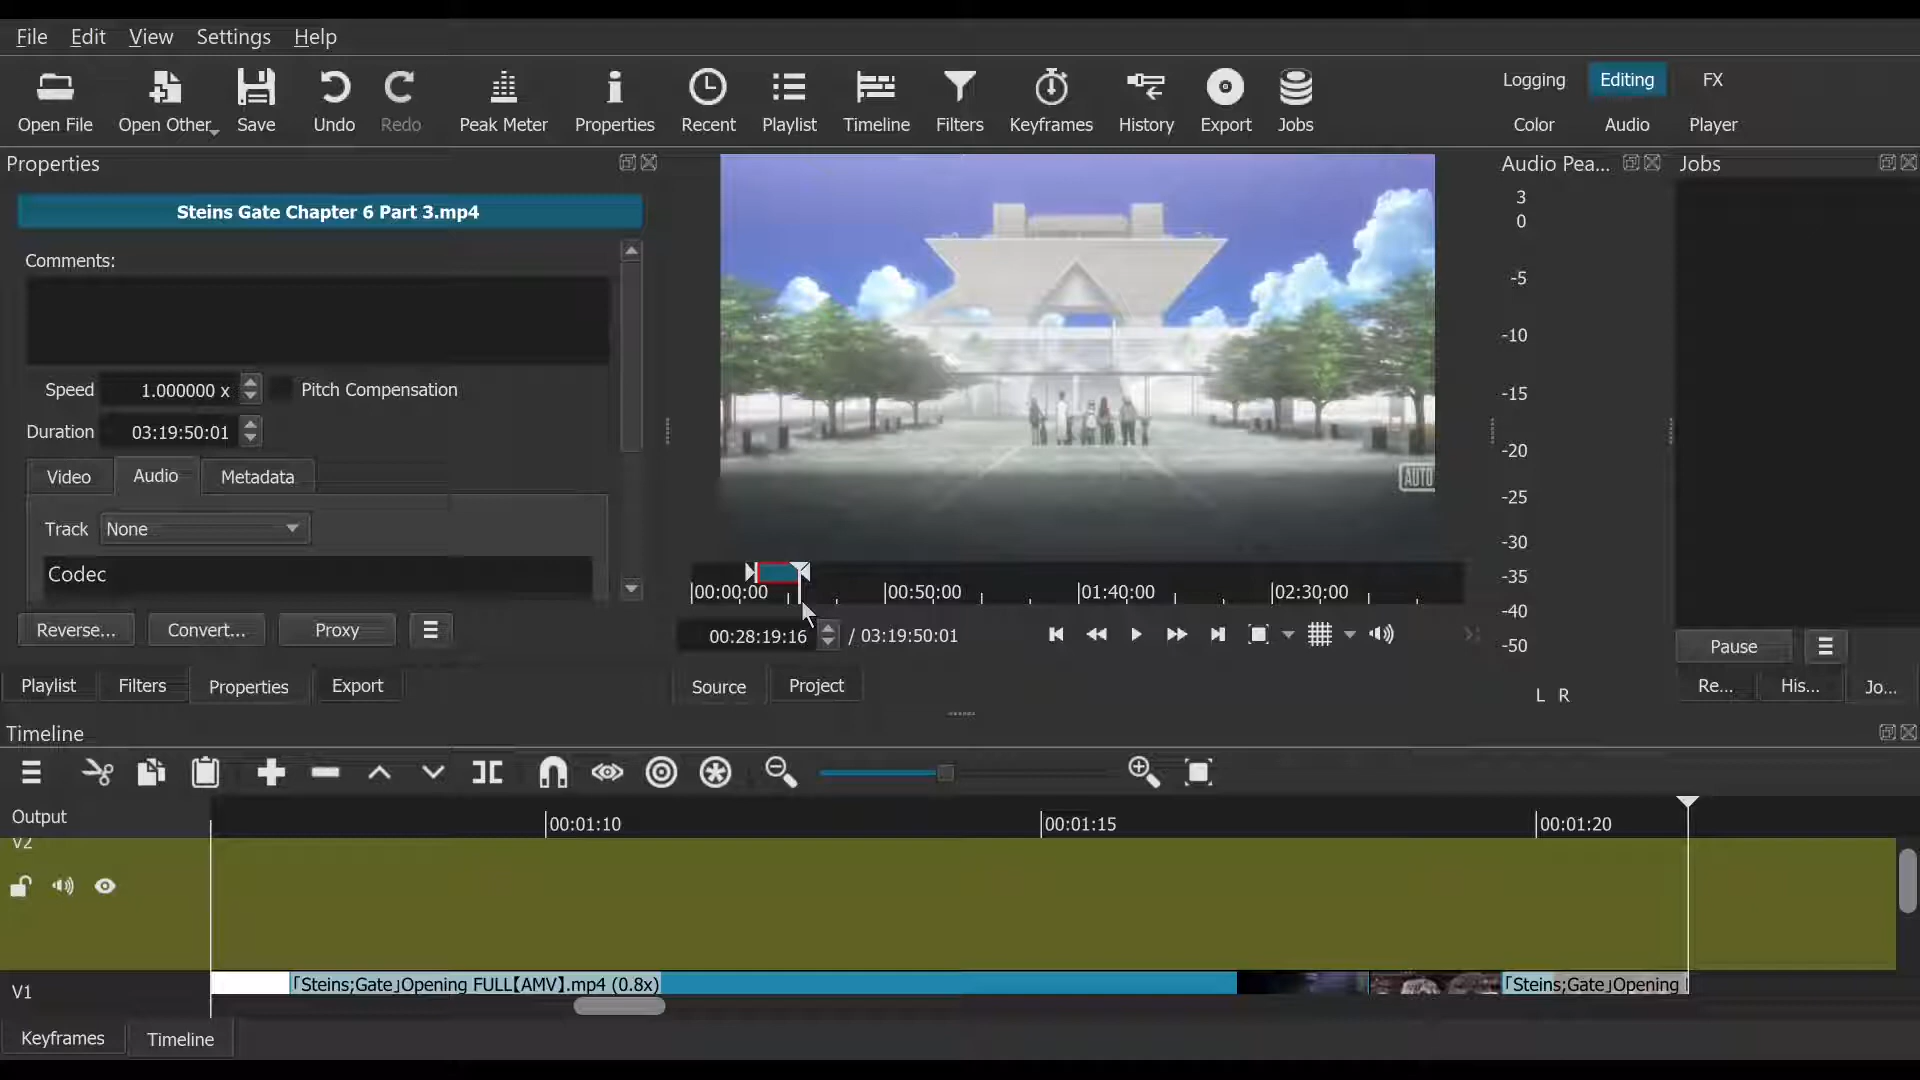 File Edit View Settings Help
Open File Open Other... Save Undo Redo Peak Meter Properties Recent Playlist Timeline Filters Keyframes History Export Jobs
Logging Editing FX
Color Audio Player
Properties
Audio Pea...
Jobs
Steins Gate Chapter 6 Part 3.mp4
Comments:
Speed 1.000000 x Pitch Compensation
Duration 03:19:50:01
Video Audio Metadata
Track None
Codec
Reverse... Convert... Proxy
Playlist Filters Properties Export
AUTO
00:00:00 00:50:00 01:40:00 02:30:00
00:28:19:16 / 03:19:50:01
Source Project
3
0
-5
-10
-15
-20
-25
-30
-35
-40
-50
L R
Pause
Re... His... Jo...
Timeline
Output
00:01:10 00:01:15 00:01:20
V2
V1
「Steins;Gate」Opening FULL【AMV】.mp4 (0.8x)
「Steins;Gate」Opening
Keyframes Timeline